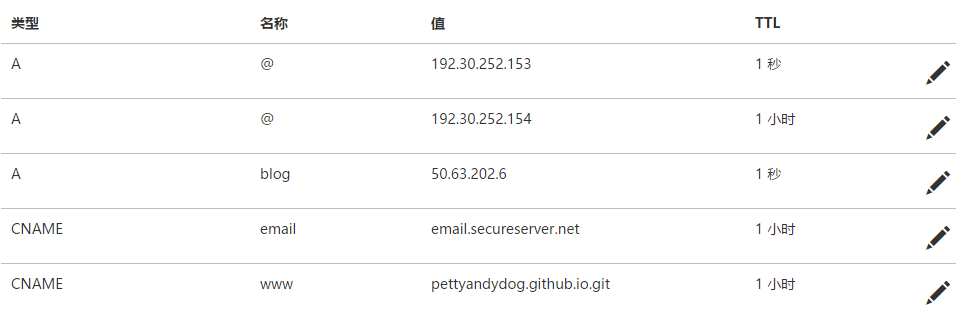 类型 名称 值 TTL
A @ 192.30.252.153 1 秒
A @ 192.30.252.154 1 小时
A blog 50.63.202.6 1 秒
CNAME email email.secureserver.net 1 小时
CNAME www pettyandydog.github.io.git 1 小时